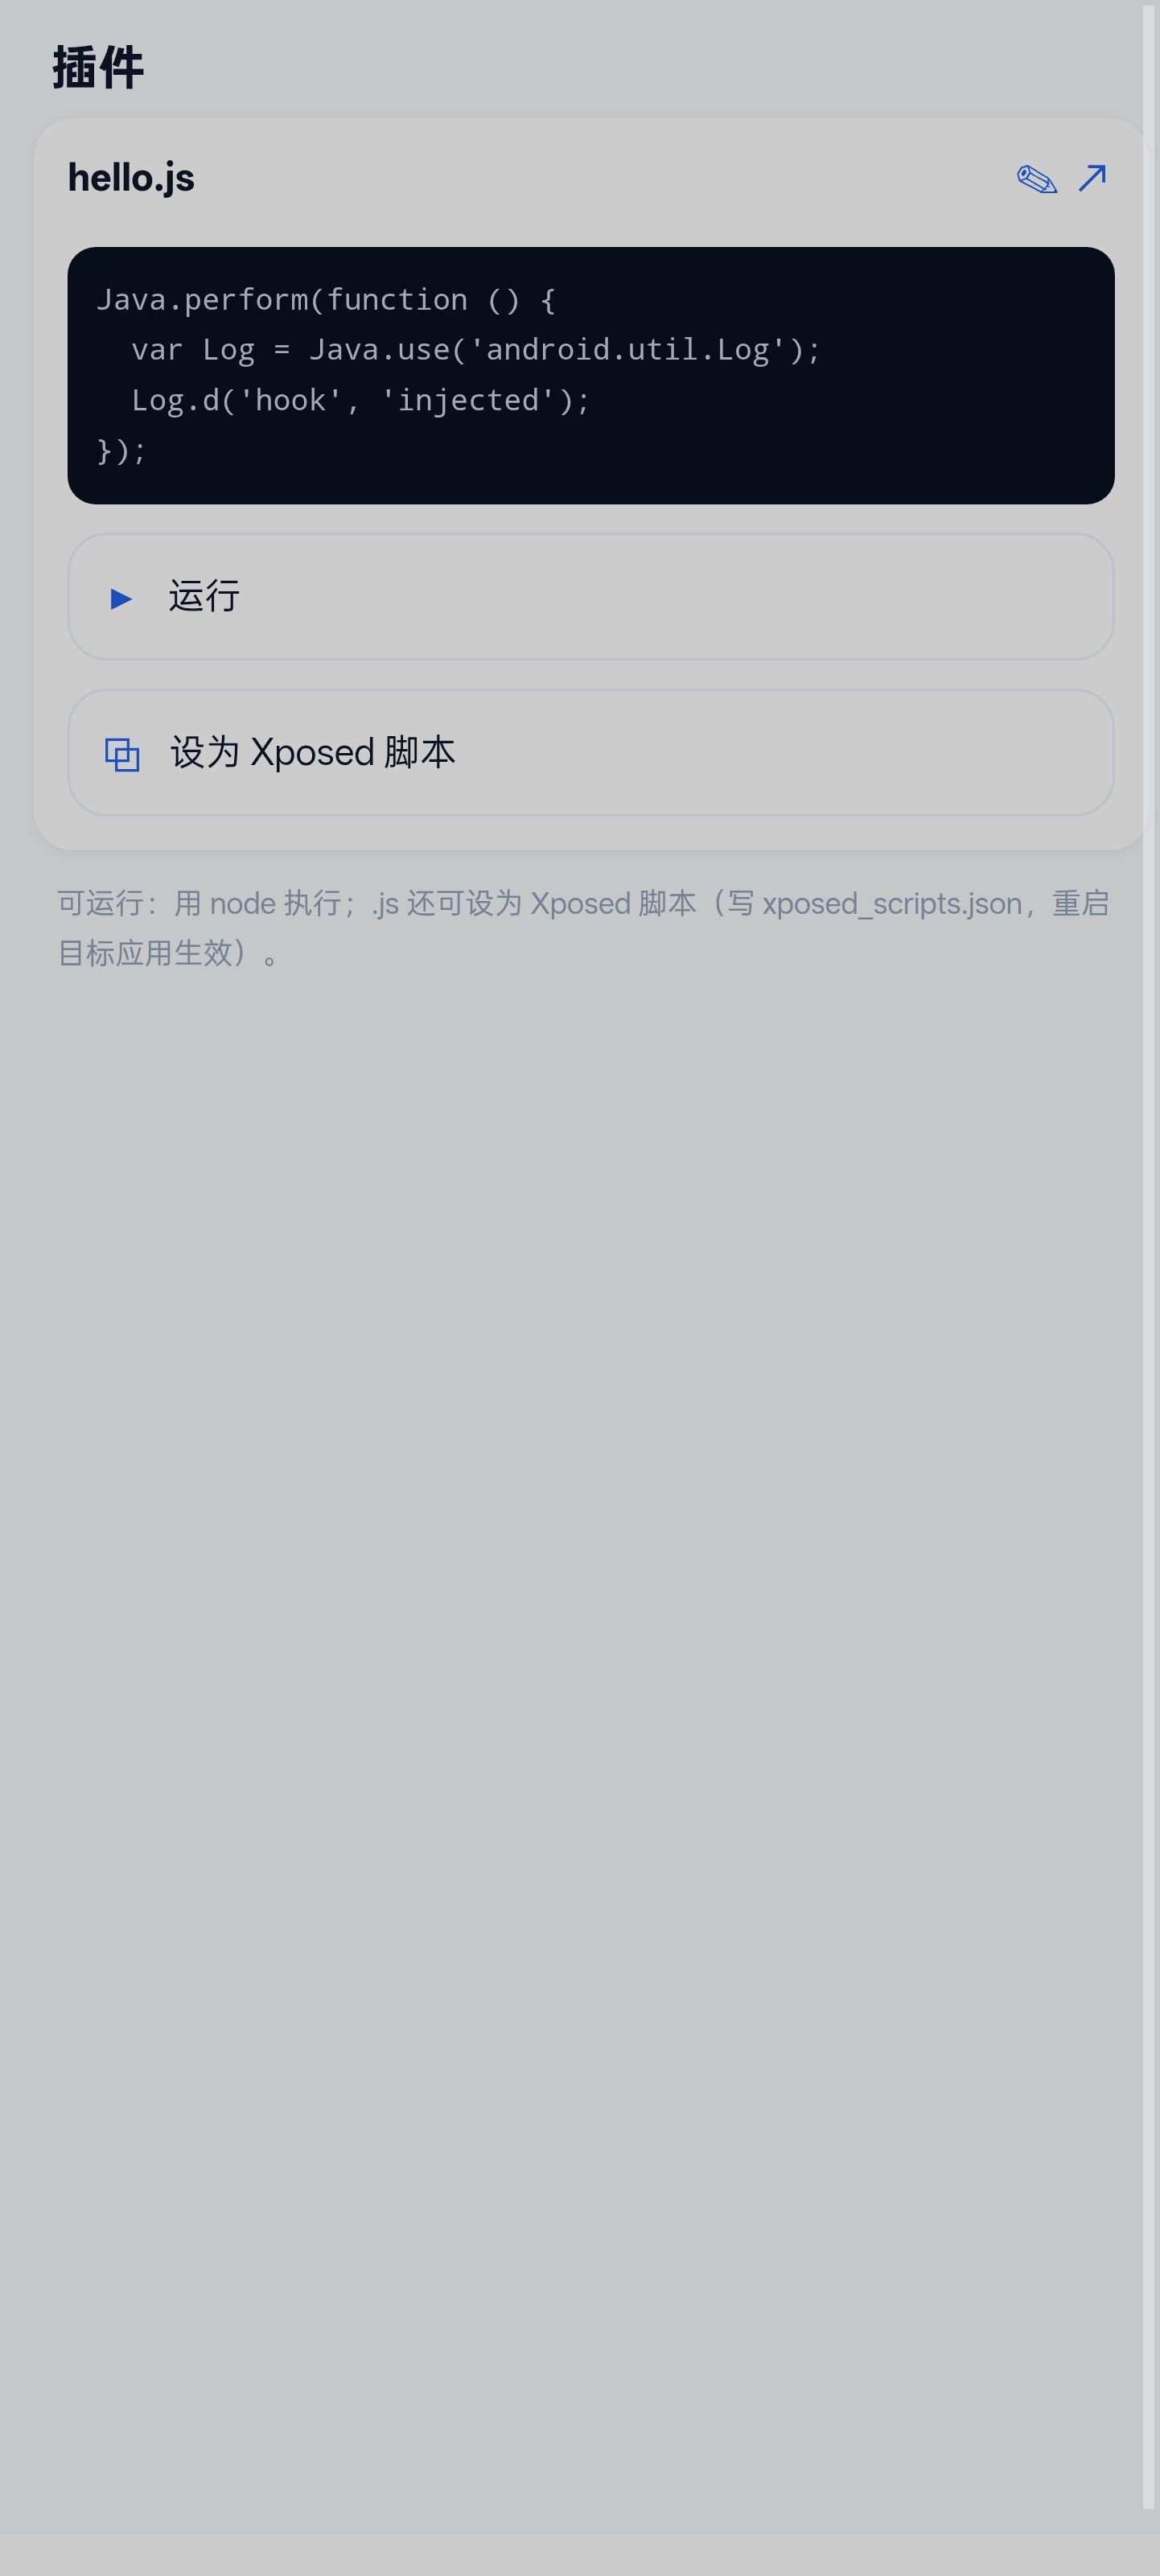 插件
hello.js
Java.perform(function () {
  var Log = Java.use('android.util.Log');
  Log.d('hook', 'injected');
});
运行
设为 Xposed 脚本
可运行：用 node 执行；.js 还可设为 Xposed 脚本（写 xposed_scripts.json，重启
目标应用生效）。